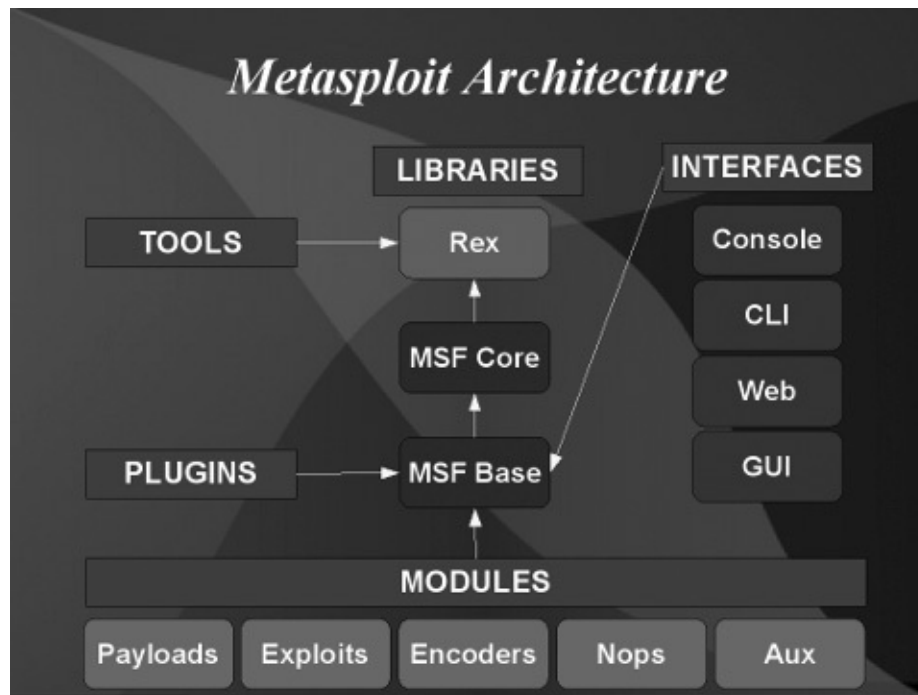 Metasploit Architecture
LIBRARIES
INTERFACES
TOOLS
Rex
Console
CLI
MSF Core
Web
PLUGINS
MSF Base
GUI
MODULES
Payloads
Exploits
Encoders
Nops
Aux